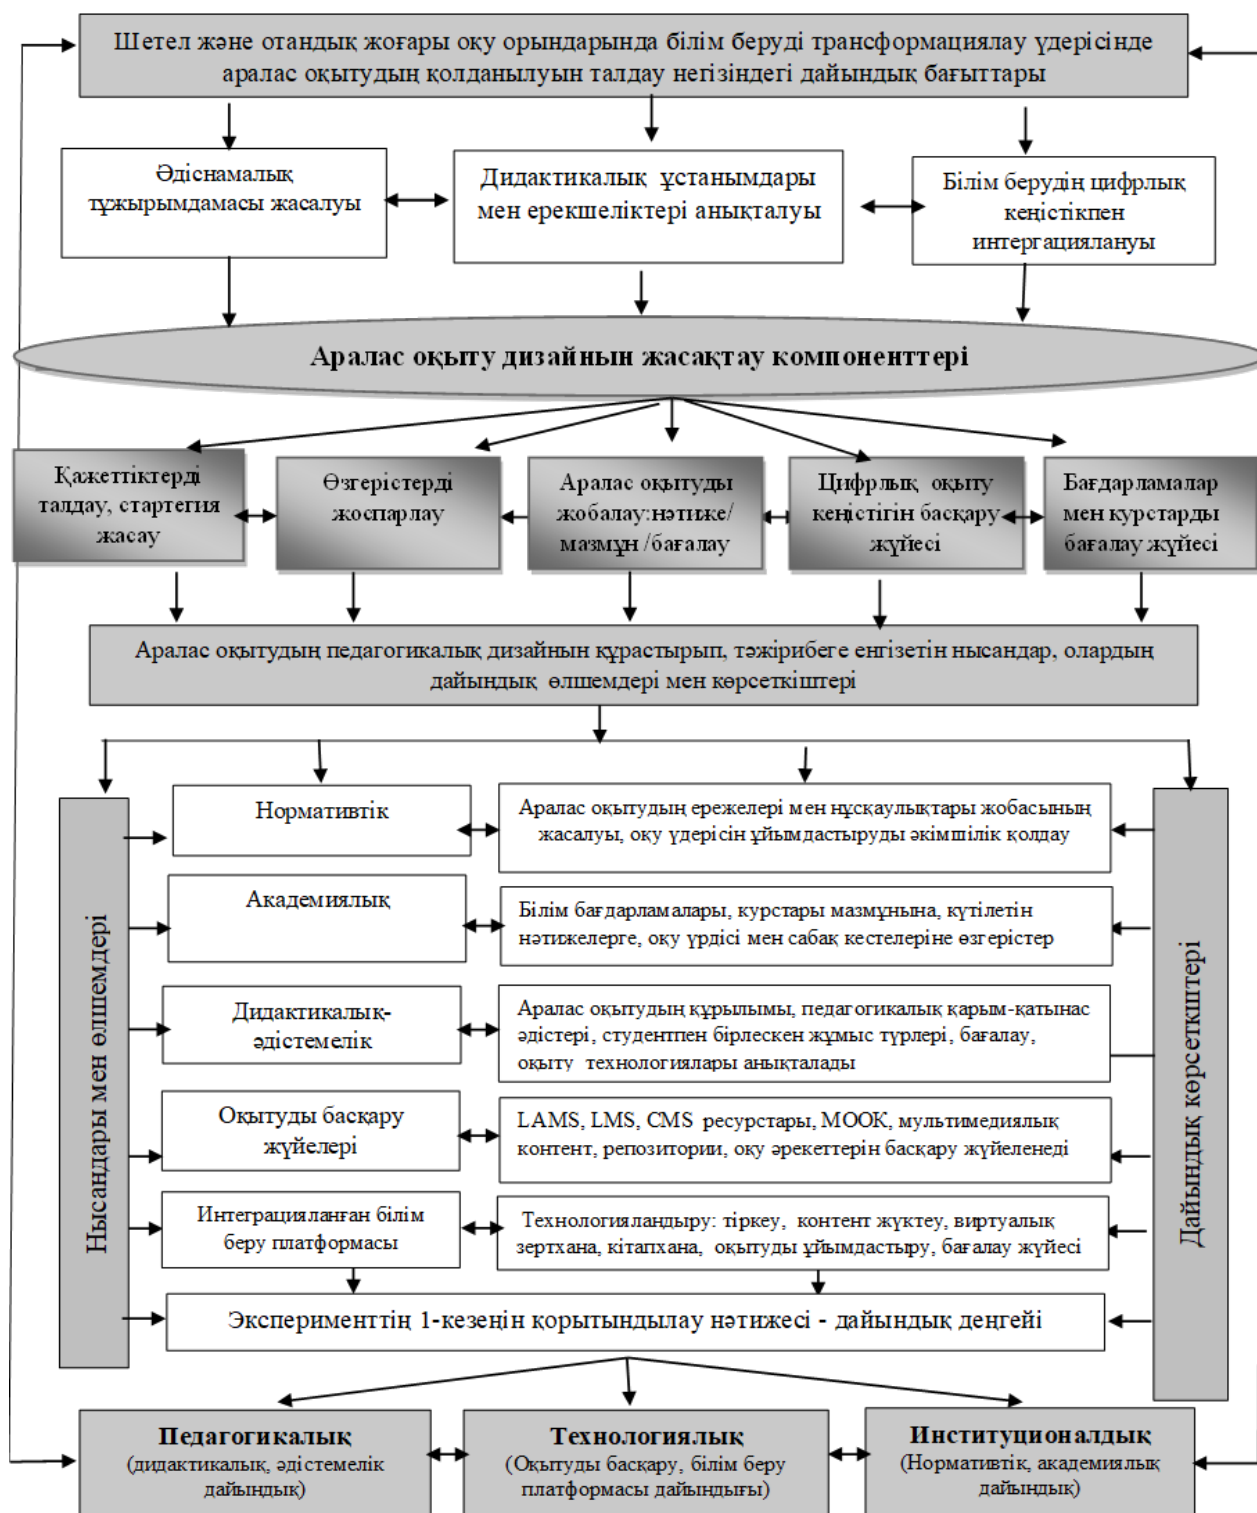 Шетел және отандық жоғары оқу орындарында білім беруді трансформациялау үдерісінде
аралас оқытудың қолданылуын талдау негізіндегі дайындық бағыттары
Әдіснамалық
тұжырымдамасы жасалуы
Дидактикалық ұстанымдары
мен ерекшеліктері анықталуы
Білім берудің цифрлық
кеңістікпен
интергациялануы
Аралас оқыту дизайнын жасақтау компоненттері
Қажеттіктерді
талдау, стартегия
жасау
Өзгерістерді
жоспарлау
Аралас оқытуды
жобалау:нәтиже/
мазмұн /бағалау
Цифрлық оқыту
кеңістігін басқару
жүйесі
Бағдарламалар
мен курстарды
бағалау жүйесі
Аралас оқытудың педагогикалық дизайнын құрастырып, тәжірибеге енгізетін нысандар, олардың
дайындық өлшемдері мен көрсеткіштері
Нысандары мен өлшемдері
Нормативтік
Аралас оқытудың ережелері мен нұсқаулықтары жобасының
жасалуы, оқу үдерісін ұйымдастыруды әкімшілік қолдау
Академиялық
Білім бағдарламалары, курстары мазмұнына, күтілетін
нәтижелерге, оқу үрдісі мен сабақ кестелеріне өзгерістер
Дидактикалық-
әдістемелік
Аралас оқытудың құрылымы, педагогикалық қарым-қатынас
әдістері, студентпен бірлескен жұмыс түрлері, бағалау,
оқыту технологиялары анықталады
Оқытуды басқару
жүйелері
LAMS, LMS, CMS ресурстары, МООК, мультимедиялық
контент, репозитории, оқу әрекеттерін басқару жүйеленеді
Интеграцияланған білім
беру платформасы
Технологияландыру: тіркеу, контент жүктеу, виртуалық
зертхана, кітапхана, оқытуды ұйымдастыру, бағалау жүйесі
Дайындық көрсеткіштері
Эксперименттің 1-кезеңін қорытындылау нәтижесі - дайындық деңгейі
Педагогикалық
(дидактикалық, әдістемелік
дайындық)
Технологиялық
(Оқытуды басқару, білім беру
платформасы дайындығы)
Институционалдық
(Нормативтік, академиялық
дайындық)